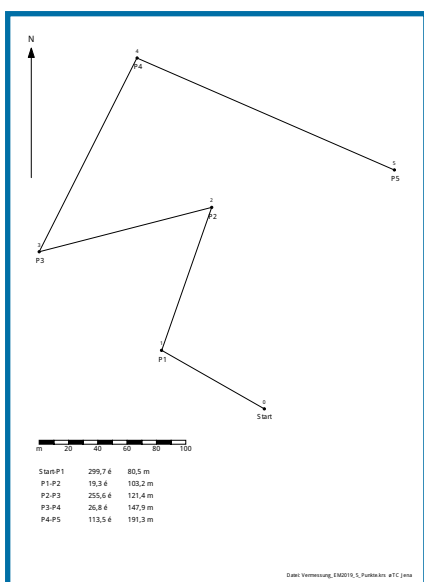 N
4
P4
5
P5
2
P2
3
P3
1
P1
0
Start
m 20 40 60 80 100
Start-P1 299,7 é 80,5 m
P1-P2 19,3 é 103,2 m
P2-P3 255,6 é 121,4 m
P3-P4 26,8 é 147,9 m
P4-P5 113,5 é 191,3 m
Datei: Vermessung_EM2019_5_Punkte.krs øTC Jena